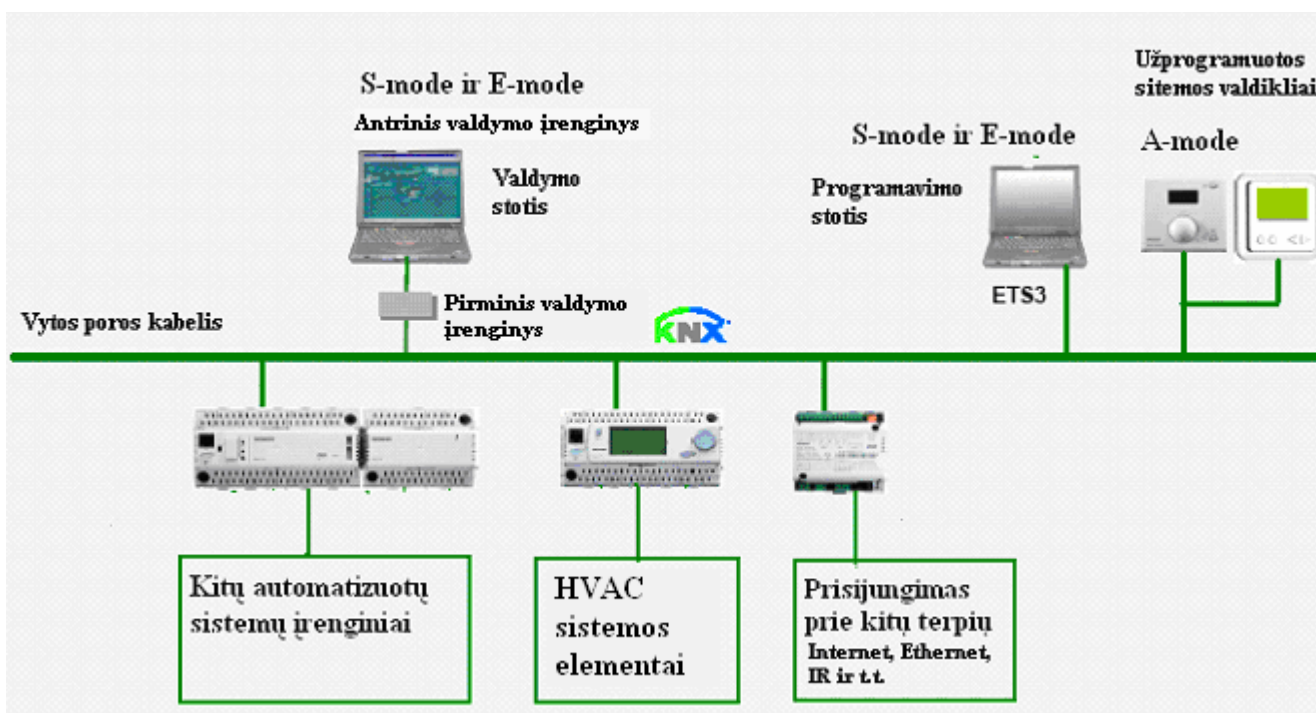 S-mode ir E-mode
Antrinis valdymo įrenginys
Valdymo
stotis
Pirminis valdymo
įrenginys
Vytos poros kabelis
KNX
S-mode ir E-mode
Programavimo
stotis
ETS3
Užprogramuotos
sitemos valdikliai
A-mode
Kitų automatizuotų
sistemų įrenginiai
HVAC
sistemos
elementai
Prisijungimas
prie kitų terpių
Internet, Ethernet,
IR ir t.t.